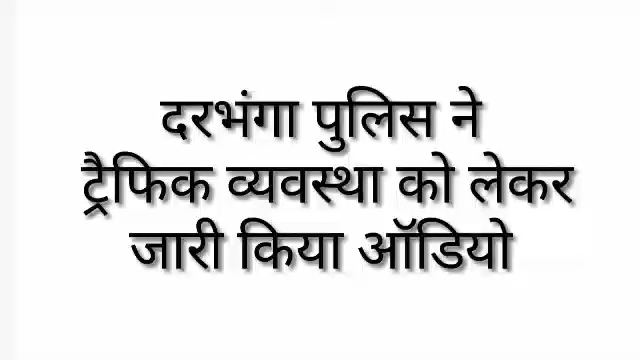 दरभंगा पुलिस ने
ट्रैफिक व्यवस्था को लेकर
जारी किया ऑडियो